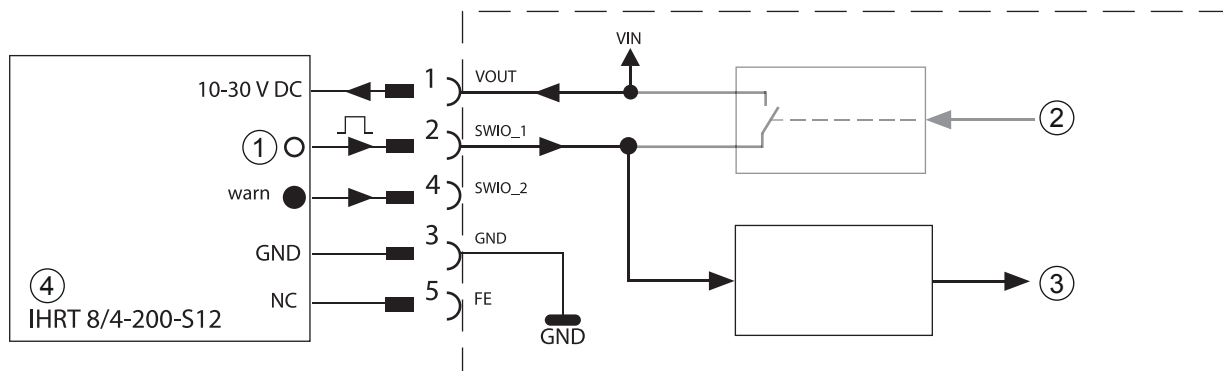 VIN
10-30 V DC
1
VOUT
2
1
2
SWIO_1
warn
4
SWIO_2
GND
3
GND
3
4
NC
5
FE
IHRT 8/4-200-S12
GND